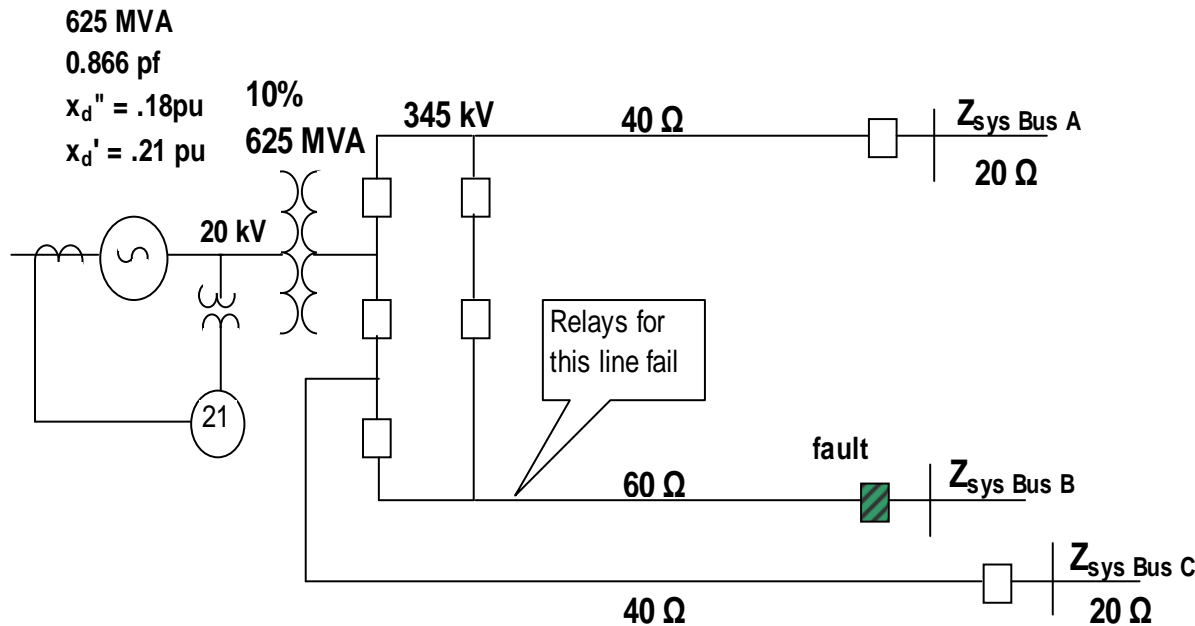 625 MVA
0.866 pf
xd" = .18pu
xd' = .21 pu
10%
625 MVA
345 kV
40 Ω
Zsys Bus A
20 Ω
20 kV
21
Relays for
this line fail
fault
60 Ω
Zsys Bus B
40 Ω
Zsys Bus C
20 Ω